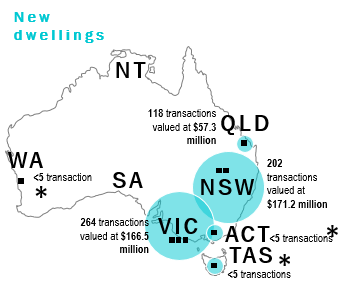 New
dwellings
NT
118 transactions
valued at $57.3
million
QLD
WA
<5 transaction
*
SA
202
transactions
valued at
$171.2 million
NSW
264 transactions
valued at $166.5
million
VIC
ACT <5 transactions *
TAS *
<5 transactions